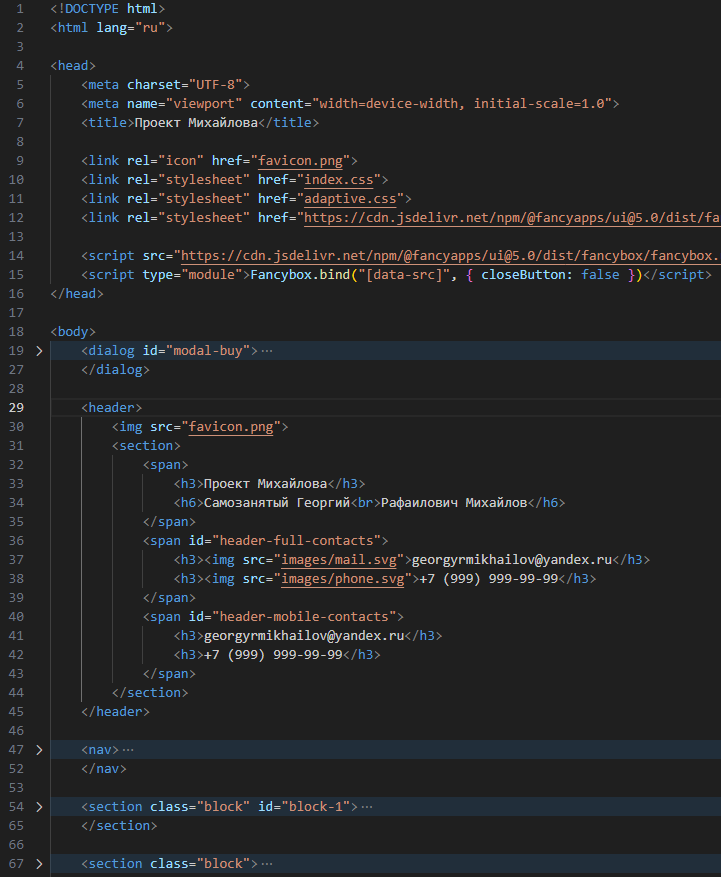 1 <!DOCTYPE html>
2 <html lang="ru">
3
4 <head>
5     <meta charset="UTF-8">
6     <meta name="viewport" content="width=device-width, initial-scale=1.0">
7     <title>Проект Михайлова</title>
8
9     <link rel="icon" href="favicon.png">
10     <link rel="stylesheet" href="index.css">
11     <link rel="stylesheet" href="adaptive.css">
12     <link rel="stylesheet" href="https://cdn.jsdelivr.net/npm/@fancyapps/ui@5.0/dist/fa
13
14     <script src="https://cdn.jsdelivr.net/npm/@fancyapps/ui@5.0/dist/fancybox/fancybox.
15     <script type="module">Fancybox.bind("[data-src]", { closeButton: false })</script>
16 </head>
17
18 <body>
19     <dialog id="modal-buy">···
27     </dialog>
28
29     <header>
30         <img src="favicon.png">
31         <section>
32             <span>
33                 <h3>Проект Михайлова</h3>
34                 <h6>Самозанятый Георгий<br>Рафаилович Михайлов</h6>
35             </span>
36             <span id="header-full-contacts">
37                 <h3><img src="images/mail.svg">georgyrmikhailov@yandex.ru</h3>
38                 <h3><img src="images/phone.svg">+7 (999) 999-99-99</h3>
39             </span>
40             <span id="header-mobile-contacts">
41                 <h3>georgyrmikhailov@yandex.ru</h3>
42                 <h3>+7 (999) 999-99-99</h3>
43             </span>
44         </section>
45     </header>
46
47     <nav>···
52     </nav>
53
54     <section class="block" id="block-1">···
65     </section>
66
67     <section class="block">···